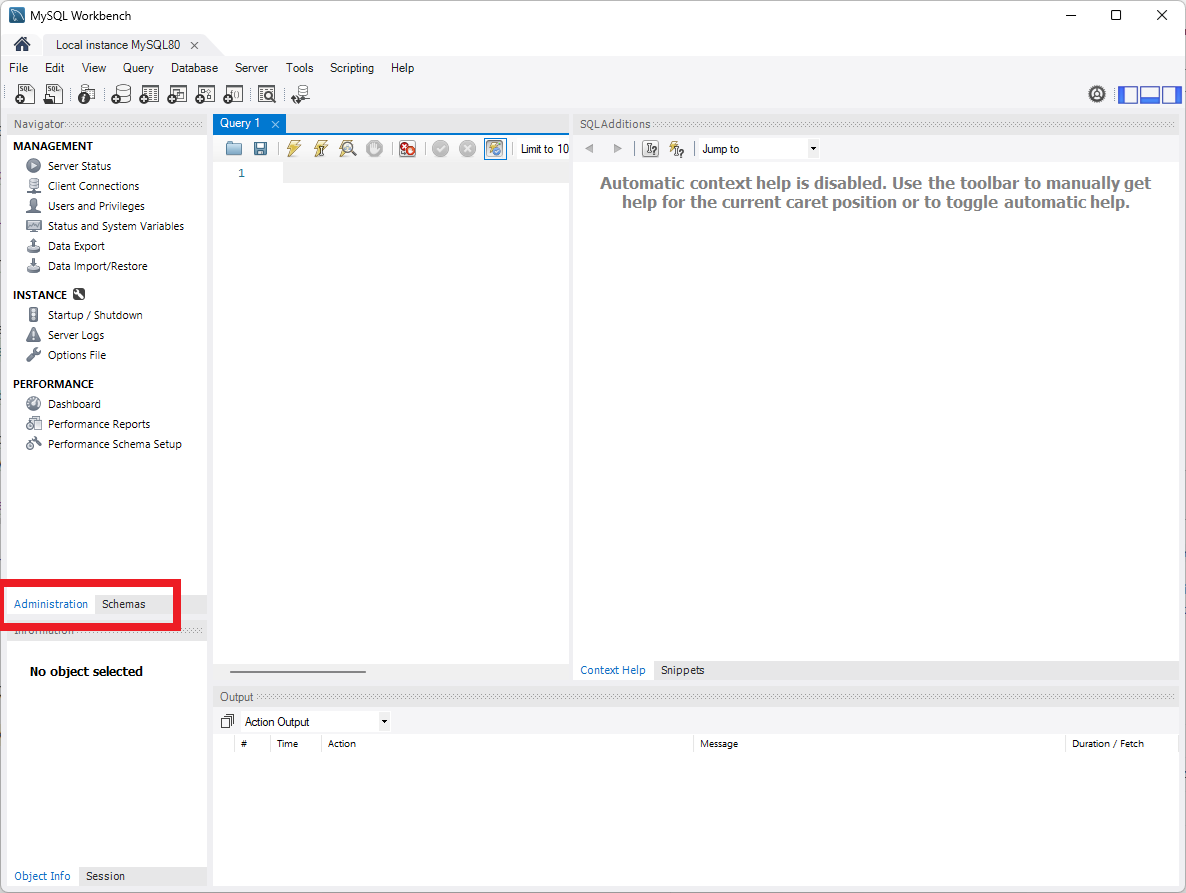 MySQL Workbench
Local instance MySQL80
File Edit View Query Database Server Tools Scripting Help
SQL SQL
Navigator
MANAGEMENT
Server Status
Client Connections
Users and Privileges
Status and System Variables
Data Export
Data Import/Restore
INSTANCE
Startup / Shutdown
Server Logs
Options File
PERFORMANCE
Dashboard
Performance Reports
Performance Schema Setup
Administration Schemas
Information
No object selected
Object Info Session
Query 1
Limit to 10
1
SQLAdditions
Jump to
Automatic context help is disabled. Use the toolbar to manually get
help for the current caret position or to toggle automatic help.
Context Help Snippets
Output
Action Output
# Time Action Message Duration / Fetch